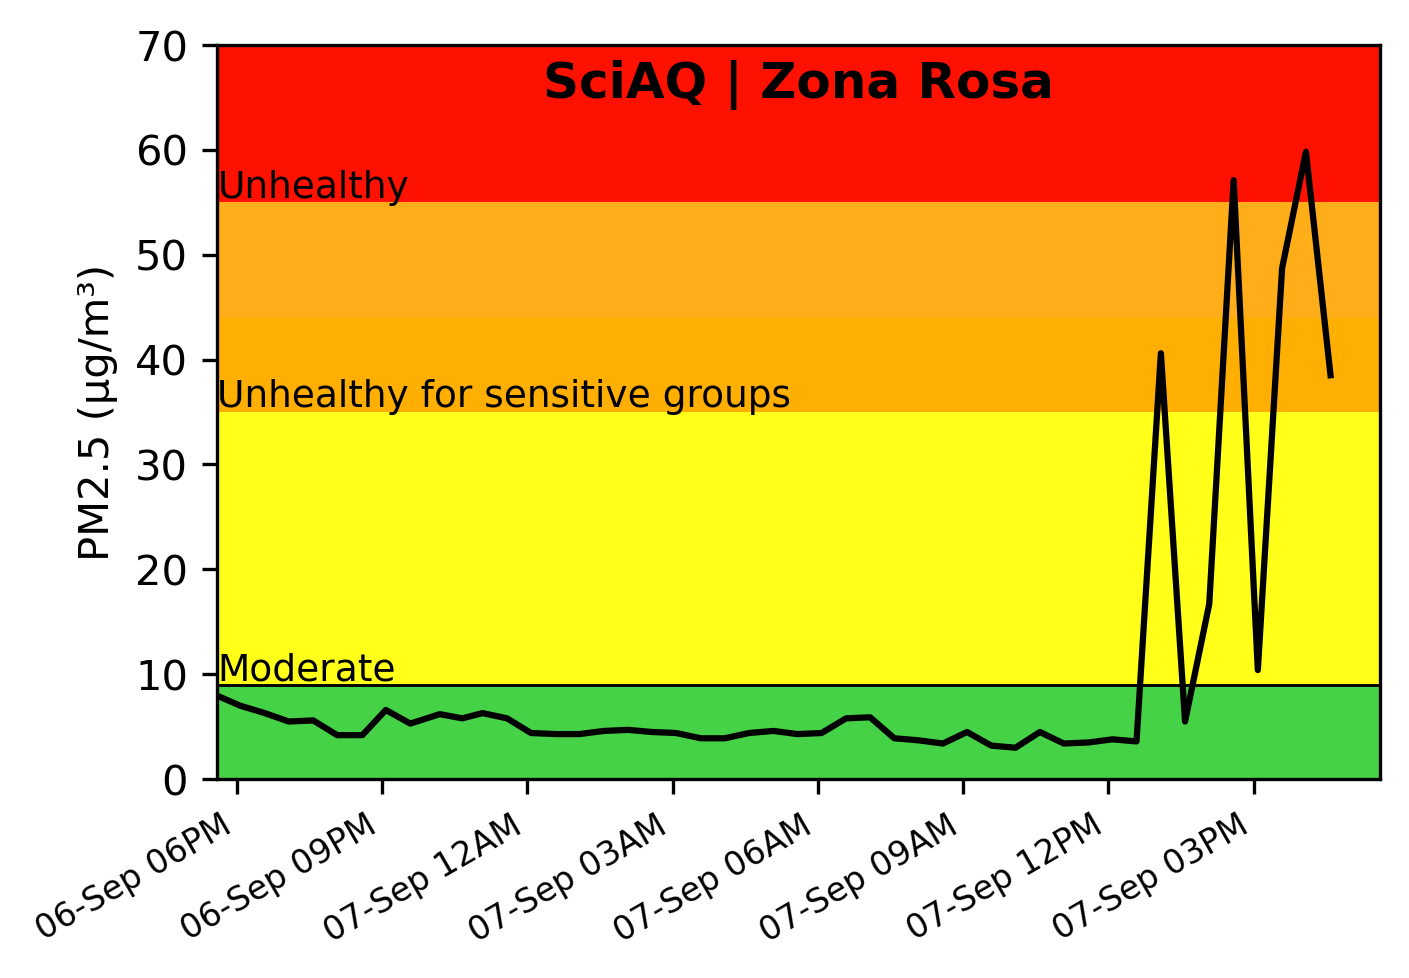 SciAQ | Zona Rosa
PM2.5 (µg/m³)
70
60
50
40
30
20
10
0
Unhealthy
Unhealthy for sensitive groups
Moderate
06-Sep 06PM
06-Sep 09PM
07-Sep 12AM
07-Sep 03AM
07-Sep 06AM
07-Sep 09AM
07-Sep 12PM
07-Sep 03PM